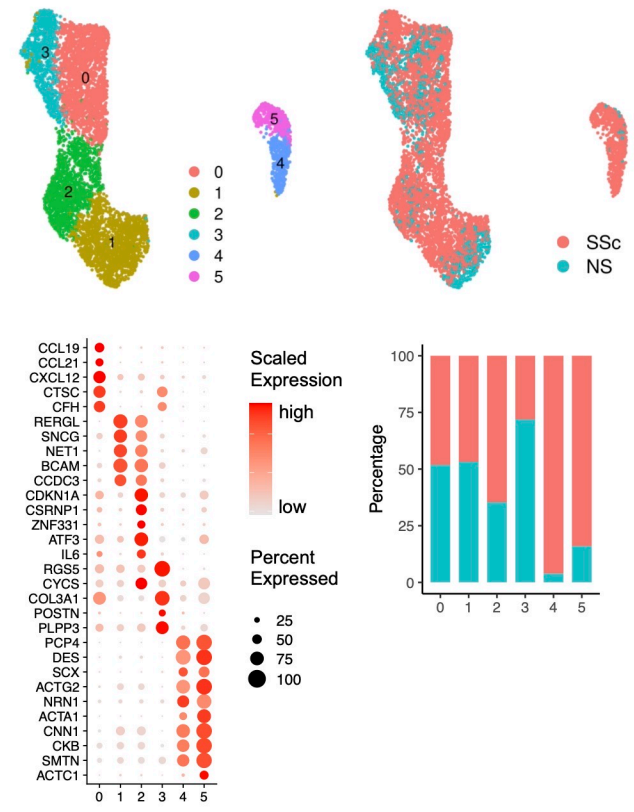 3
0
5
4
2
1
0
1
2
3
4
5
SSc
NS
CCL19
CCL21
CXCL12
CTSC
CFH
RERGL
SNCG
NET1
BCAM
CCDC3
CDKN1A
CSRNP1
ZNF331
ATF3
IL6
RGS5
CYCS
COL3A1
POSTN
PLPP3
PCP4
DES
SCX
ACTG2
NRN1
ACTA1
CNN1
CKB
SMTN
ACTC1
0 1 2 3 4 5
Scaled
Expression
high
low
Percent
Expressed
25
50
75
100
Percentage
100
75
50
25
0
0 1 2 3 4 5